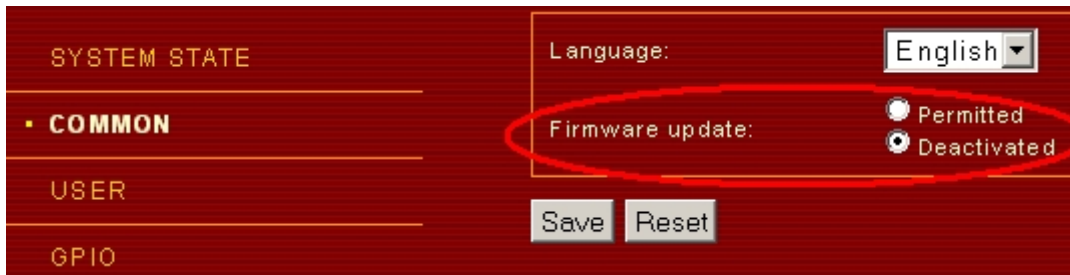 SYSTEM STATE
COMMON
USER
GPIO
Language:
English
Firmware update:
Permitted
Deactivated
Save
Reset